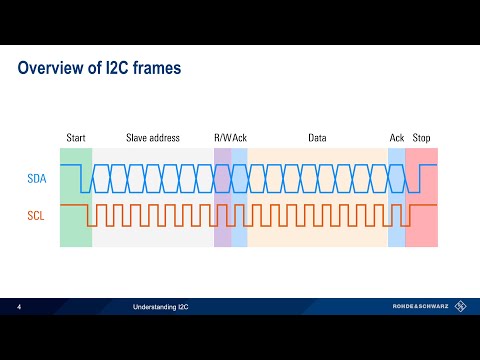 Overview of I2C frames
Start Slave address R/W Ack Data Ack Stop
SDA
SCL
4 Understanding I2C ROHDE&SCHWARZ